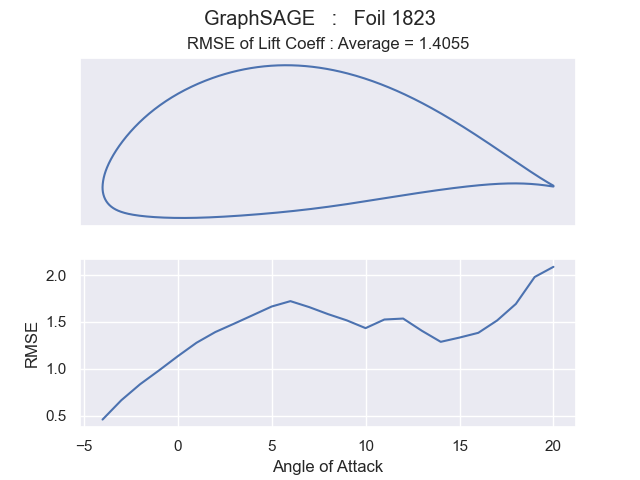 GraphSAGE : Foil 1823
RMSE of Lift Coeff : Average = 1.4055
2.0
1.5
1.0
0.5
RMSE
−5 0 5 10 15 20
Angle of Attack